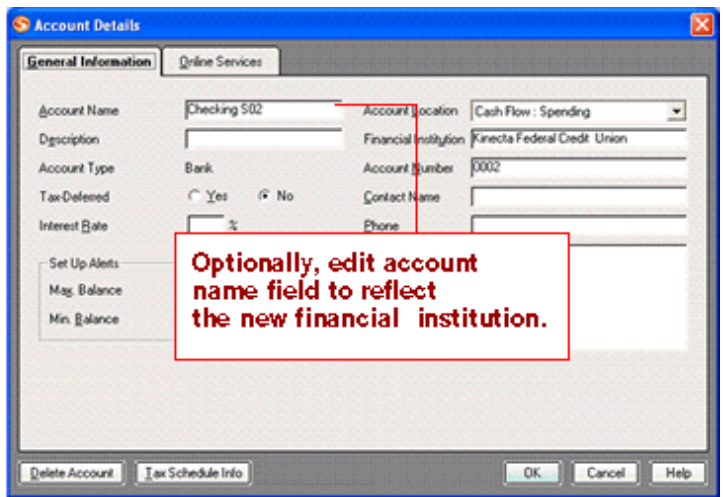 Account Details
General Information
Online Services
Account Name
Checking S02
Account Location
Cash Flow : Spending
Description
Financial Institution
Kinecta Federal Credit Union
Account Type
Bank
Account Number
0002
Tax-Deferred
Yes
No
Contact Name
Interest Rate
%
Phone
Set Up Alerts
Max. Balance
Min. Balance
Optionally, edit account
name field to reflect
the new financial institution.
Delete Account
Tax Schedule Info
OK
Cancel
Help